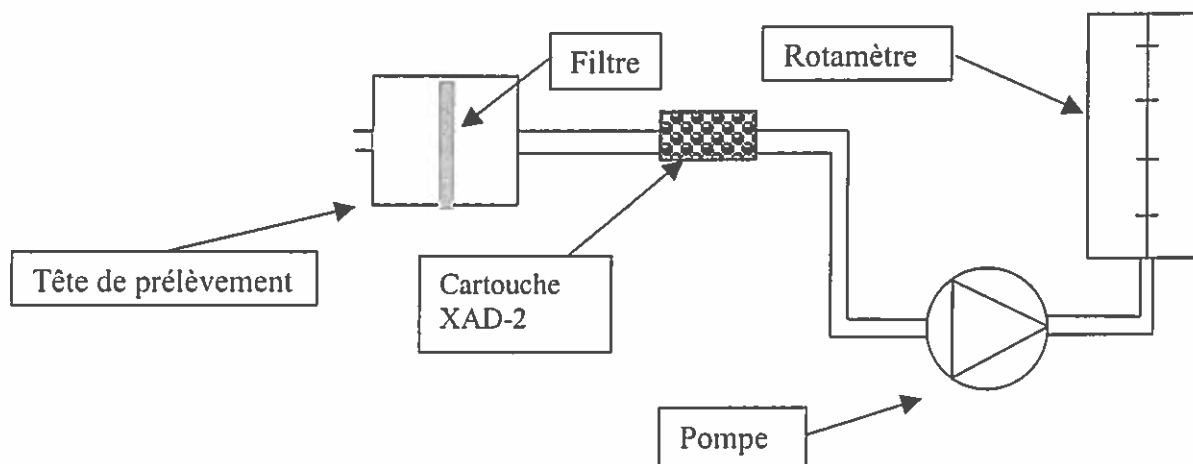 Filtre
Rotamètre
Tête de prélèvement
Cartouche
XAD-2
Pompe